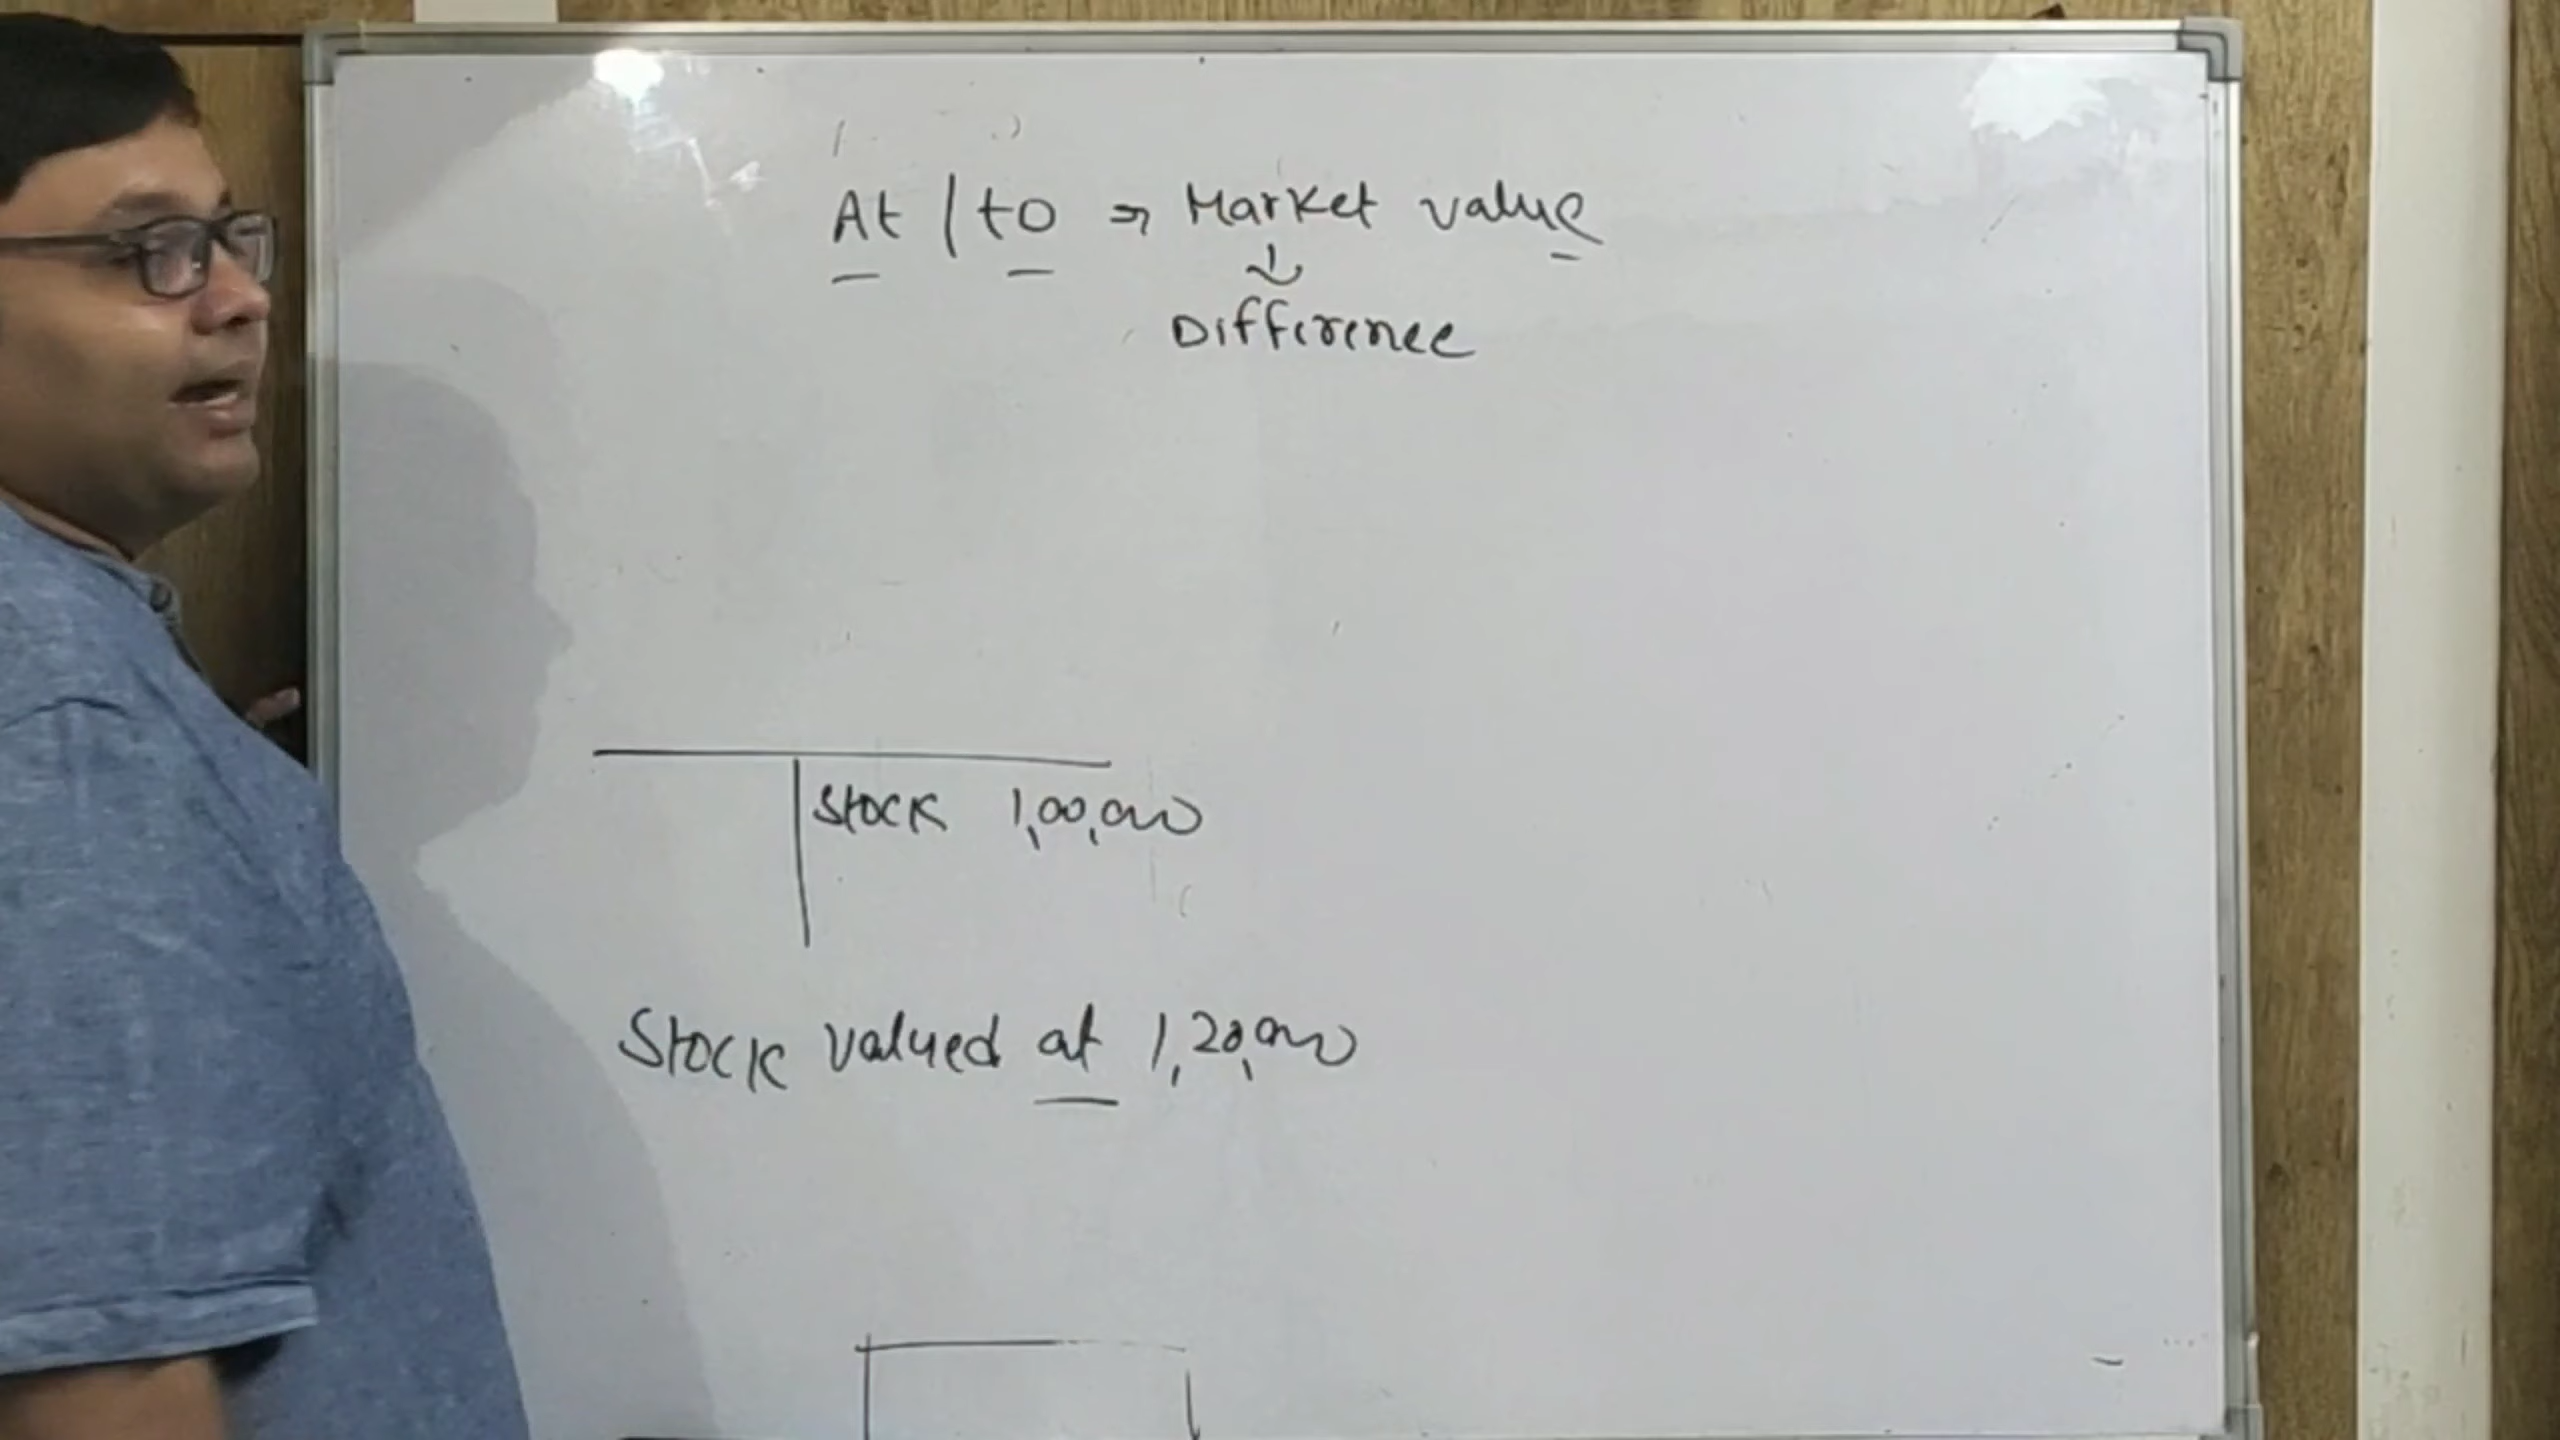 At / to ⇒ Market value
↓
Difference
Stock 1,00,000
Stock valued at 1,20,000